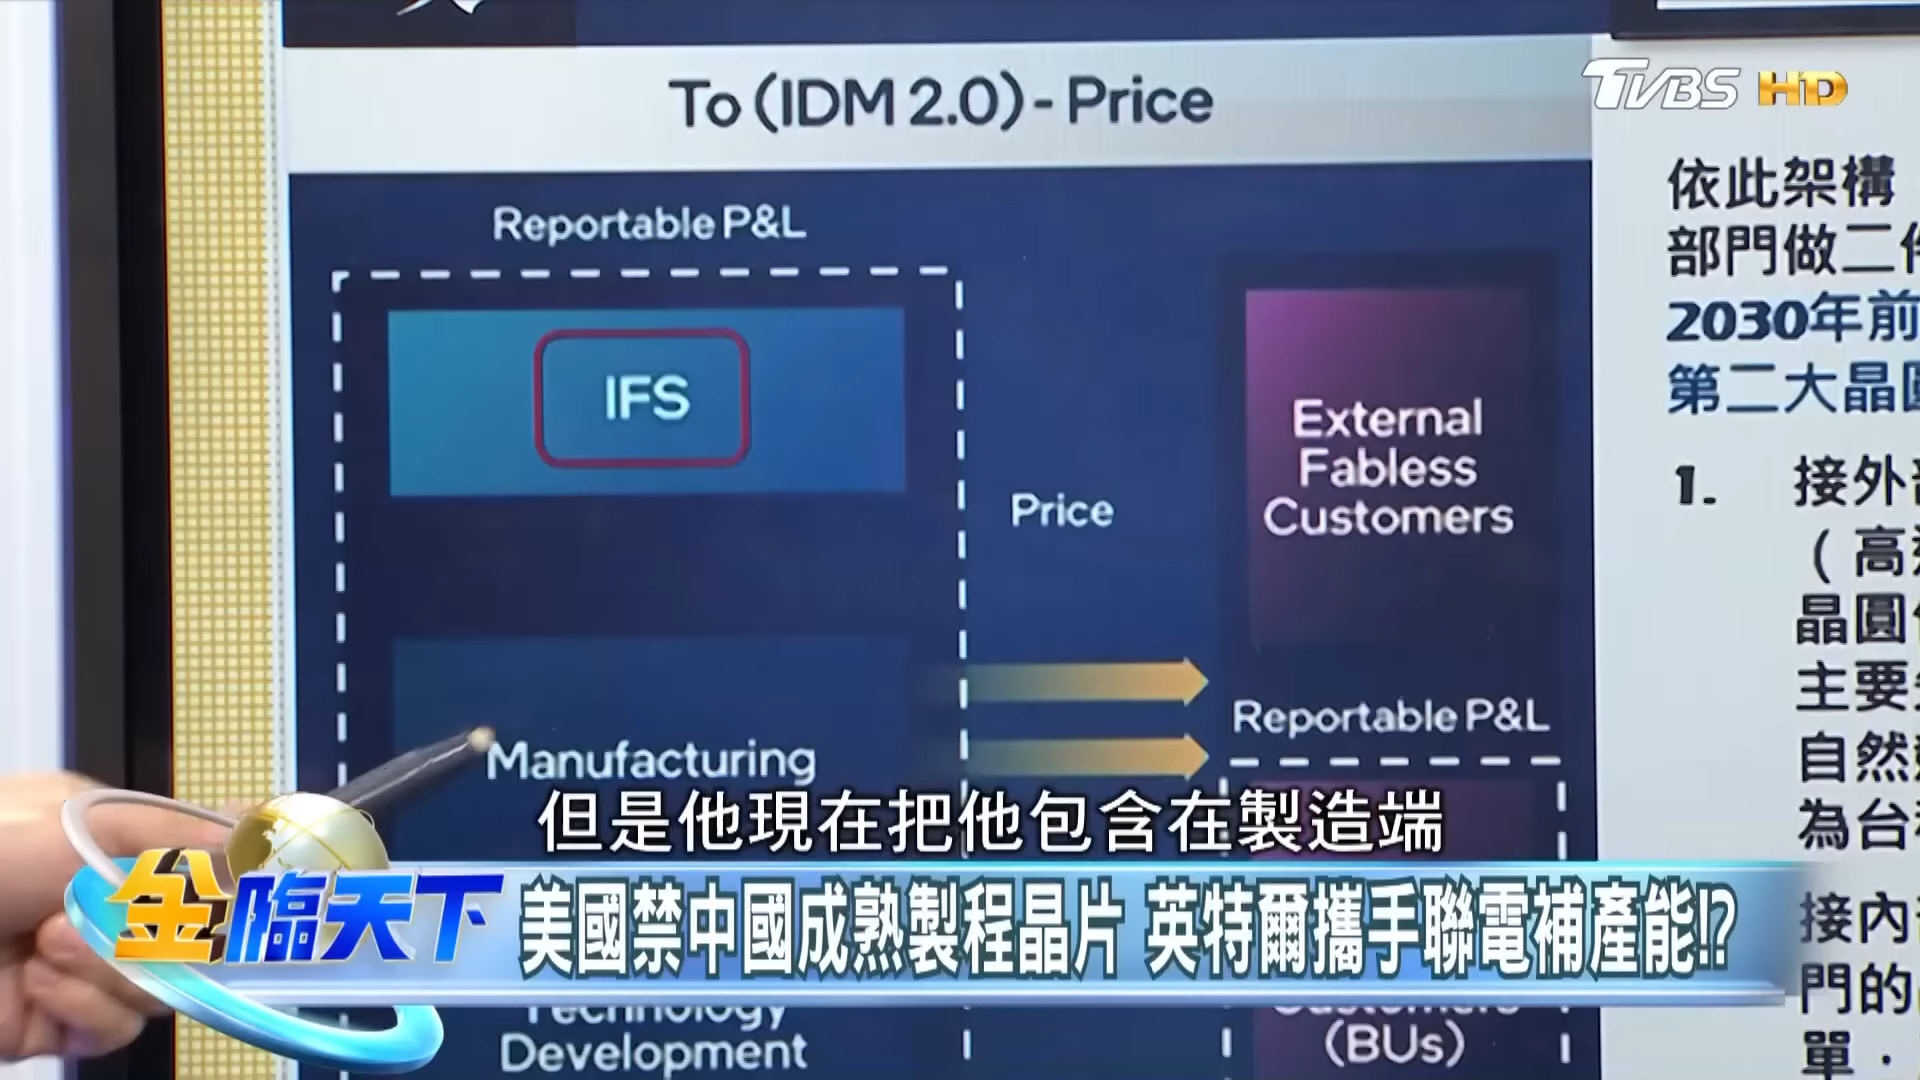 To (IDM 2.0) - Price
TVBS HD
Reportable P&L
IFS
Price
External
Fabless
Customers
Reportable P&L
Manufacturing
Technology
Development
Customers
(BUs)
依此架構
部門做二
2030年前
第二大晶
1. 接外
（高
晶圓
主要
自然
為台
接內
門的
單．
但是他現在把他包含在製造端
金臨天下
美國禁中國成熟製程晶片 英特爾攜手聯電補產能!?